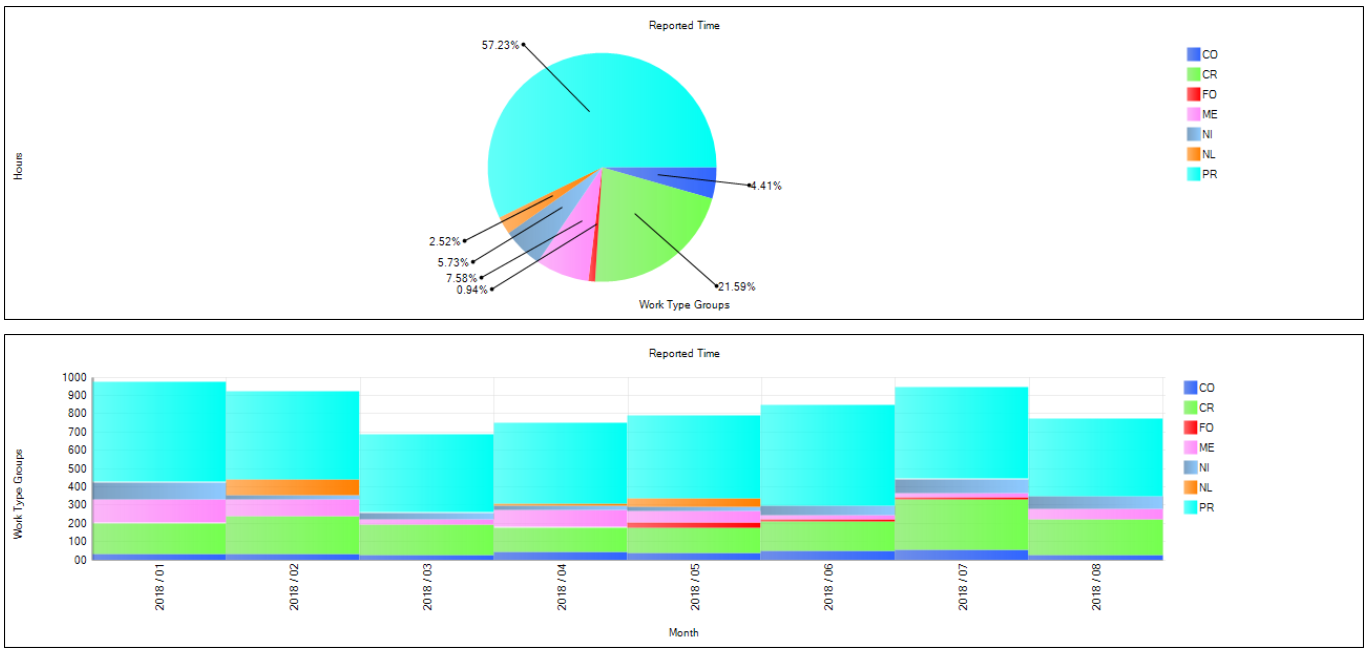 Reported Time
57.23%
CO
CR
FO
ME
NI
NL
PR
Hours
4.41%
2.52%
5.73%
7.58%
0.94%
21.59%
Work Type Groups
Reported Time
1000
900
800
700
600
500
400
300
200
100
00
Work Type Groups
2018 / 01
2018 / 02
2018 / 03
2018 / 04
2018 / 05
2018 / 06
2018 / 07
2018 / 08
Month
CO
CR
FO
ME
NI
NL
PR